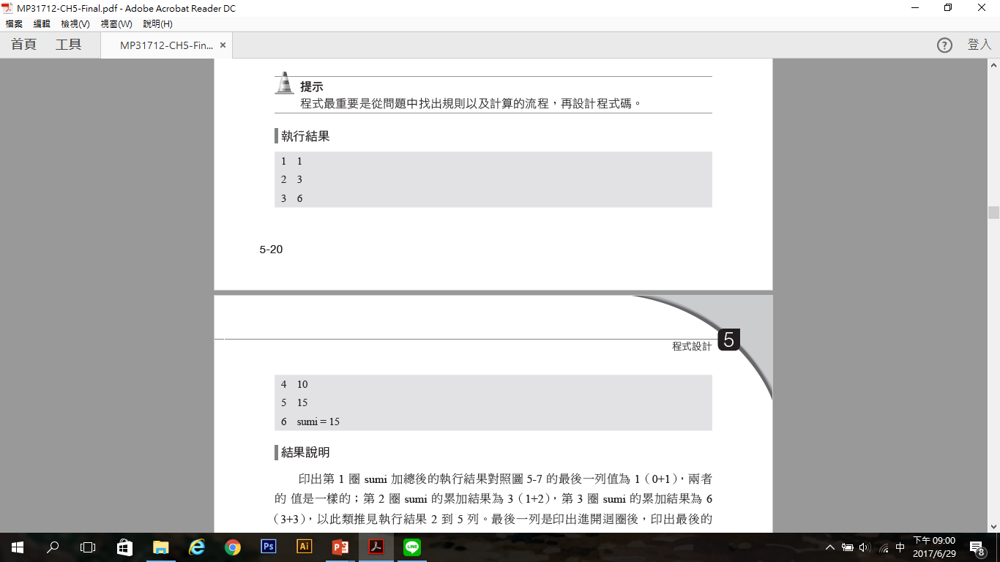 MP31712-CH5-Final.pdf - Adobe Acrobat Reader DC
檔案 編輯 檢視(V) 視窗(W) 說明(H)
首頁 工具 MP31712-CH5-Fin... × ? 登入
提示
程式最重要是從問題中找出規則以及計算的流程，再設計程式碼。
執行結果
1 1
2 3
3 6
5-20
5
程式設計
4 10
5 15
6 sumi = 15
結果說明
印出第 1 圈 sumi 加總後的執行結果對照圖 5-7 的最後一列值為 1（0+1），兩者
的 值是一樣的；第 2 圈 sumi 的累加結果為 3（1+2），第 3 圈 sumi 的累加結果為 6
（3+3），以此類推見執行結果 2 到 5 列。最後一列是印出進開迴圈後，印出最後的
Ps Ai LINE 中 下午 09:00
2017/6/29 8